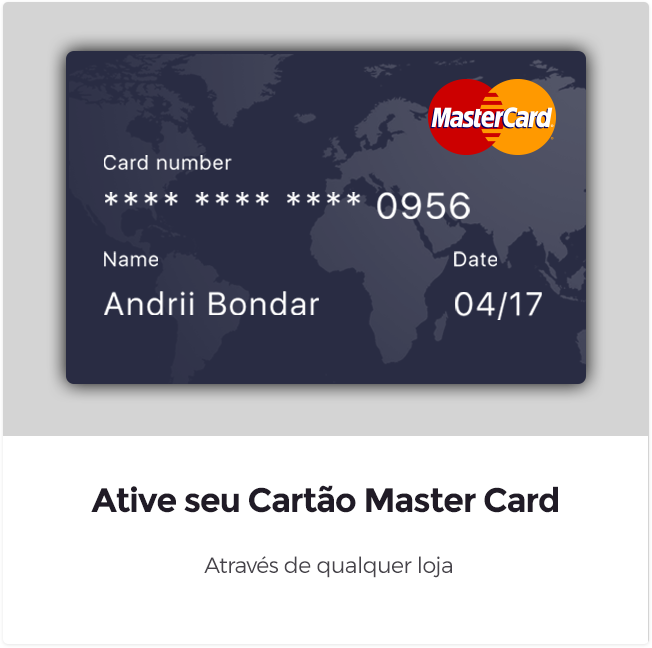 MasterCard
Card number
**** **** **** 0956
Name Date
Andrii Bondar 04/17
Ative seu Cartão Master Card
Através de qualquer loja